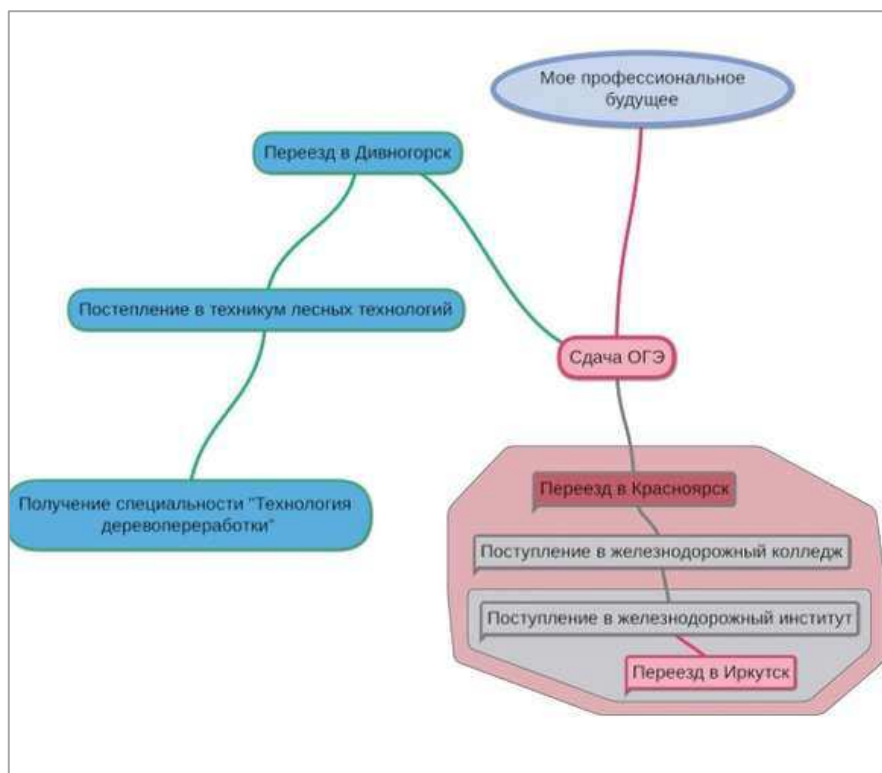 Мое профессиональное
будущее
Переезд в Дивногорск
Постепление в техникум лесных технологий
Сдача ОГЭ
Получение специальности "Технология
деревопереработки"
Переезд в Красноярск
Поступление в железнодорожный колледж
Поступление в железнодорожный институт
Переезд в Иркутск